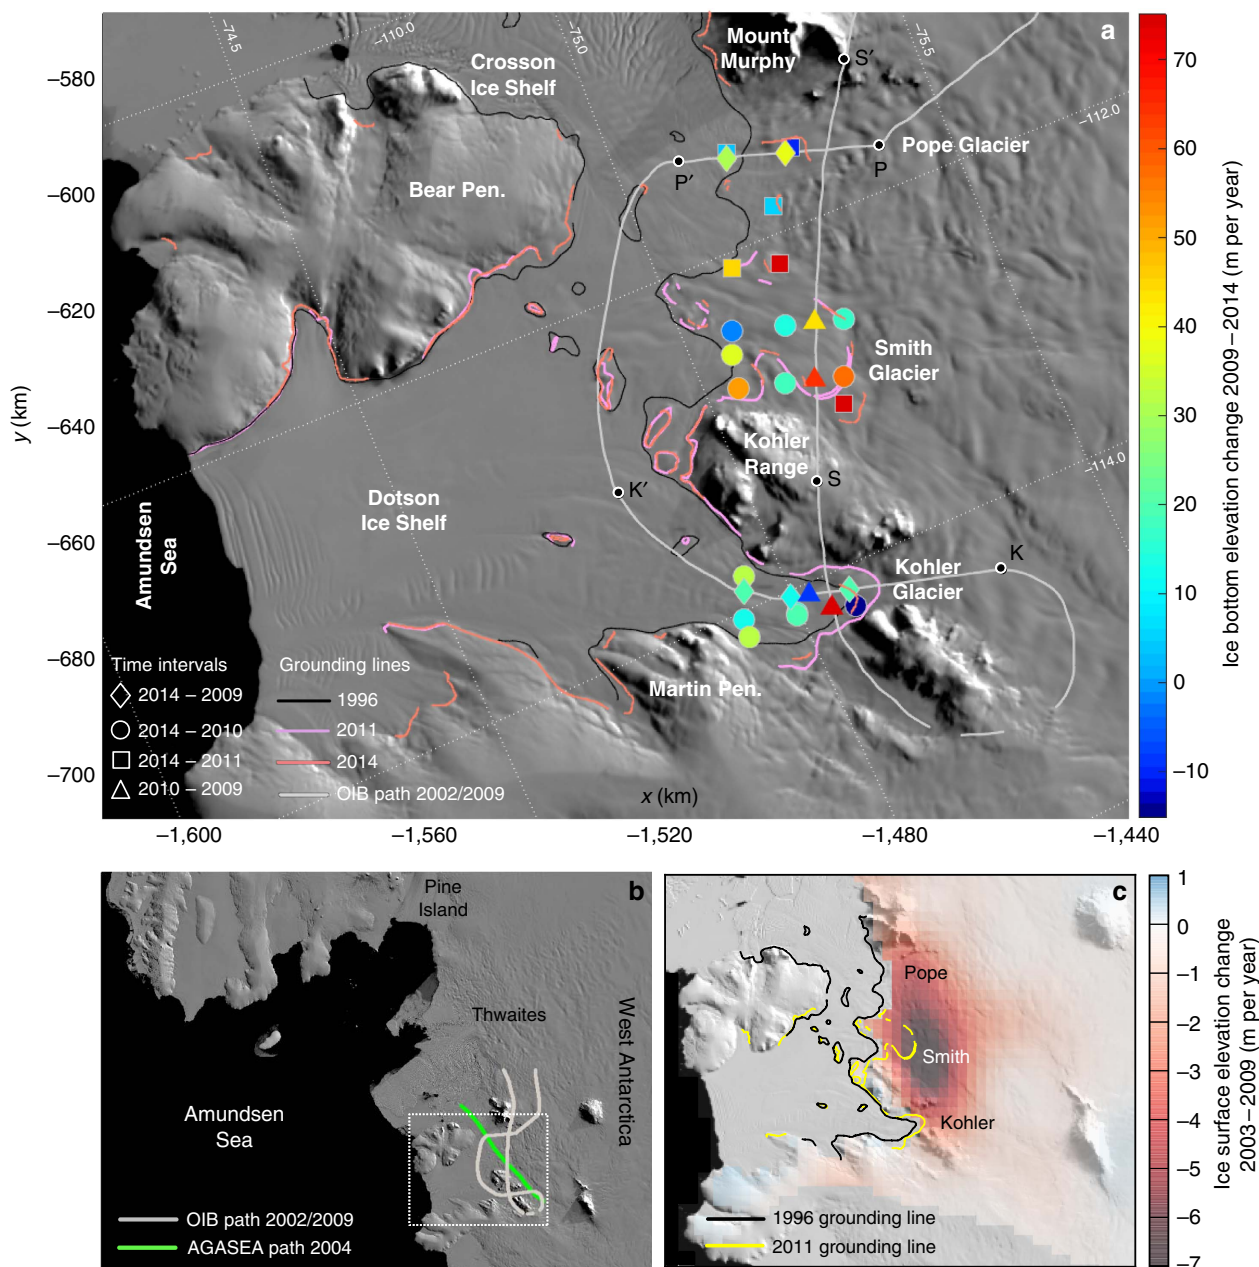 a
−74.5
−110.0
−75.0
−75.5
−112.0
−114.0
Crosson
Ice Shelf
Mount
Murphy
S′
P′
P
Pope Glacier
Bear Pen.
Smith
Glacier
Kohler
Range
S
K′
Dotson
Ice Shelf
Amundsen
Sea
Kohler
Glacier
K
Martin Pen.
Time intervals
2014 – 2009
2014 – 2010
2014 – 2011
2010 – 2009
Grounding lines
1996
2011
2014
OIB path 2002/2009
y (km)
−580
−600
−620
−640
−660
−680
−700
x (km)
−1,600
−1,560
−1,520
−1,480
−1,440
70
60
50
40
30
20
10
0
−10
Ice bottom elevation change 2009–2014 (m per year)
b
Pine
Island
Thwaites
West Antarctica
Amundsen
Sea
OIB path 2002/2009
AGASEA path 2004
c
Pope
Smith
Kohler
1996 grounding line
2011 grounding line
1
0
−1
−2
−3
−4
−5
−6
−7
Ice surface elevation change
2003–2009 (m per year)